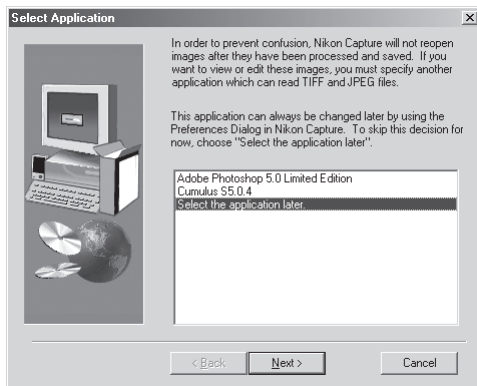 Select Application
In order to prevent confusion, Nikon Capture will not reopen
images after they have been processed and saved. If you
want to view or edit these images, you must specify another
application which can read TIFF and JPEG files.
This application can always be changed later by using the
Preferences Dialog in Nikon Capture. To skip this decision for
now, choose "Select the application later".
Adobe Photoshop 5.0 Limited Edition
Cumulus S5.0.4
Select the application later.
< Back
Next >
Cancel